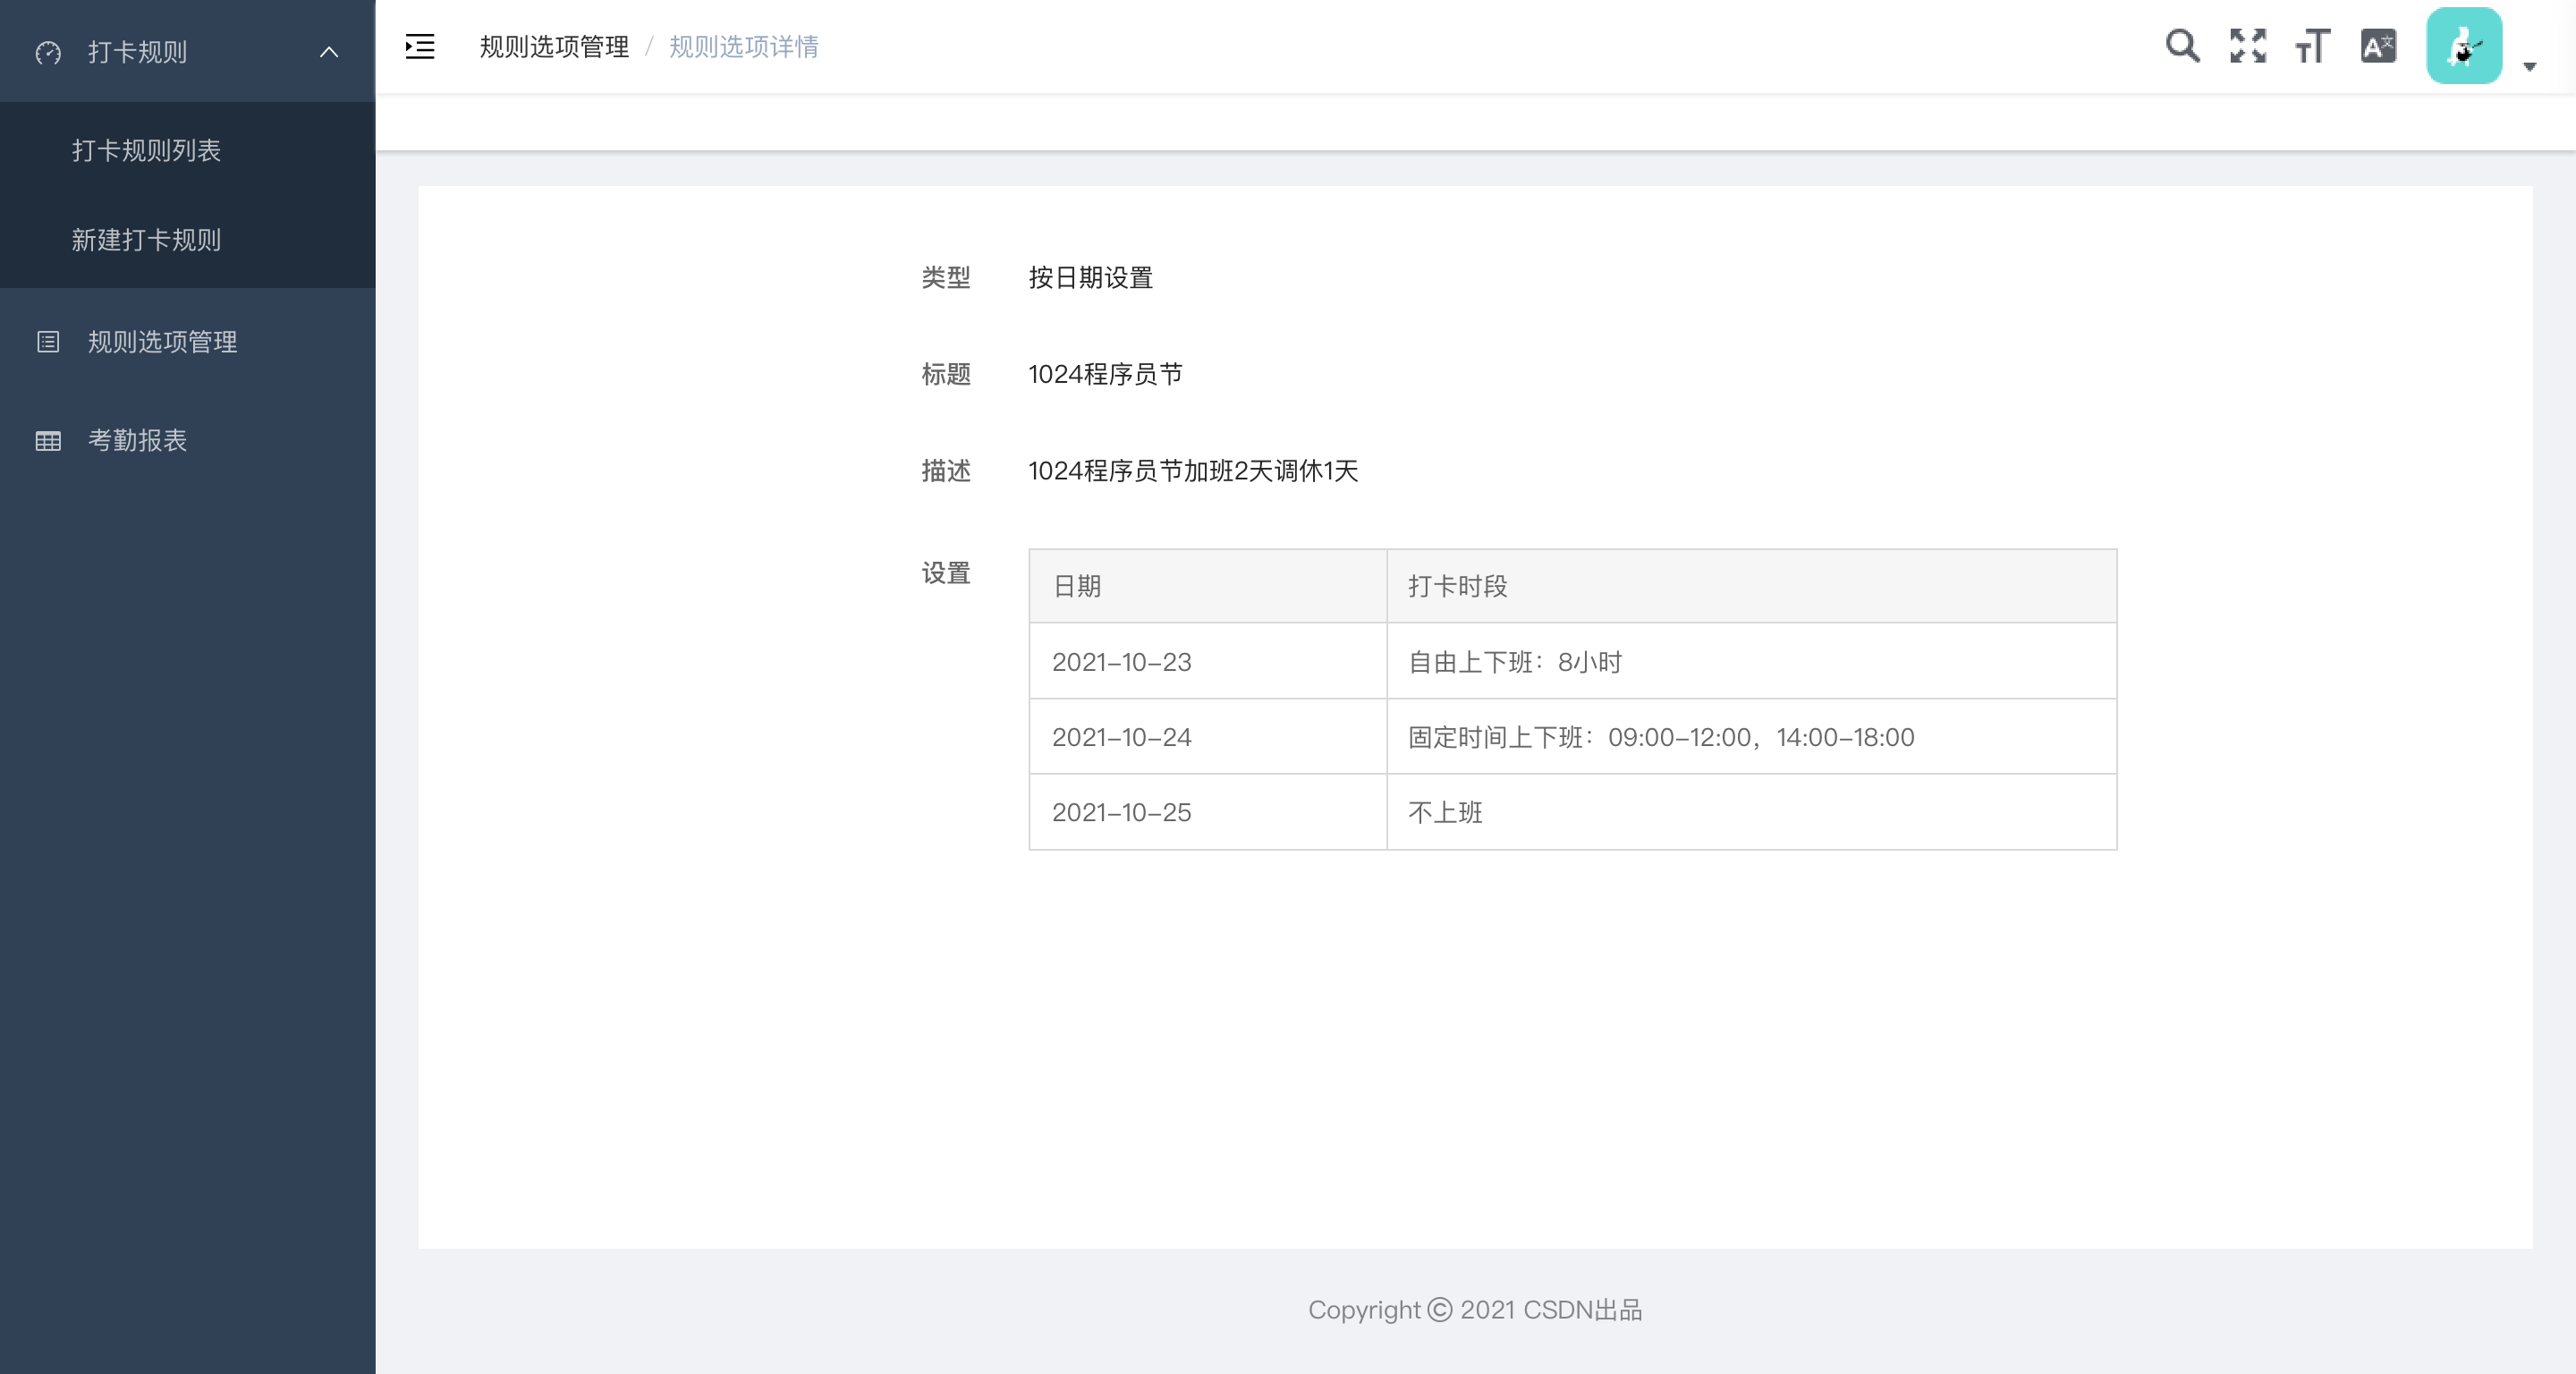 打卡规则
打卡规则列表
新建打卡规则
规则选项管理
考勤报表
规则选项管理 / 规则选项详情
类型 按日期设置
标题 1024程序员节
描述 1024程序员节加班2天调休1天
设置
日期 打卡时段
2021-10-23 自由上下班：8小时
2021-10-24 固定时间上下班：09:00-12:00，14:00-18:00
2021-10-25 不上班
Copyright © 2021 CSDN出品